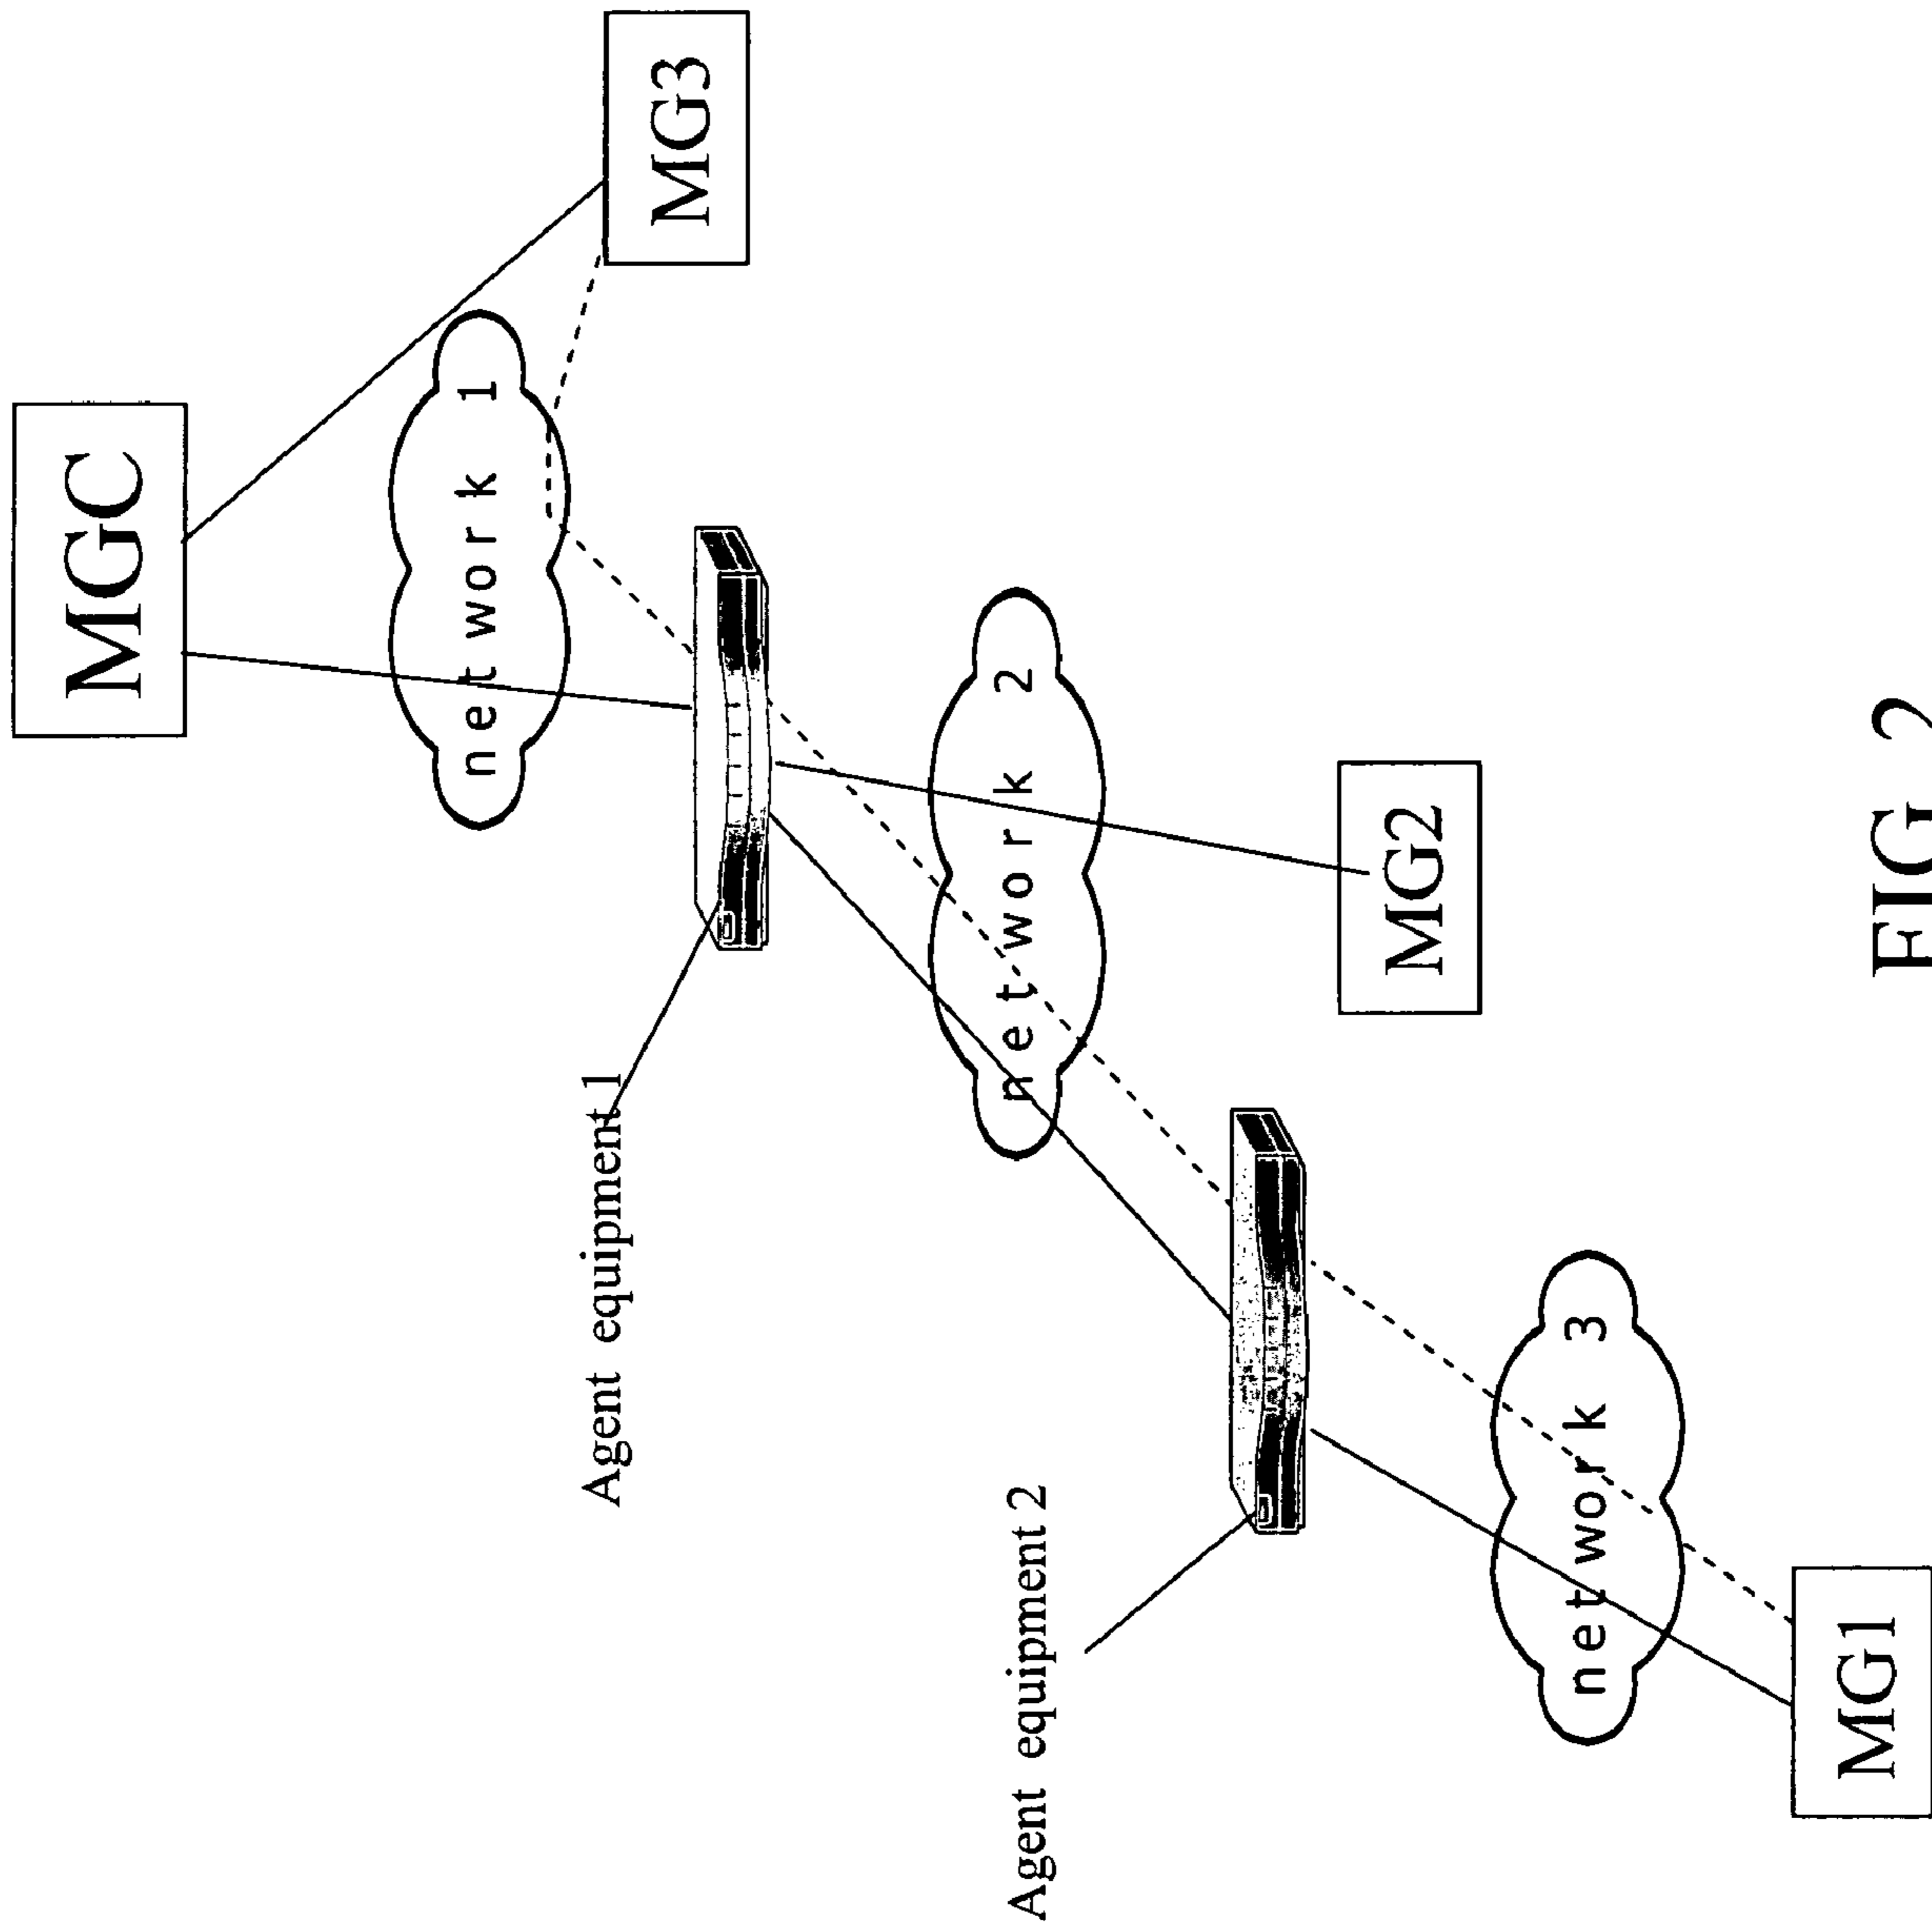 MGC
MG3
network 1
Agent equipment 1
network 2
MG2
Agent equipment 2
network 3
MG1
FIG 2